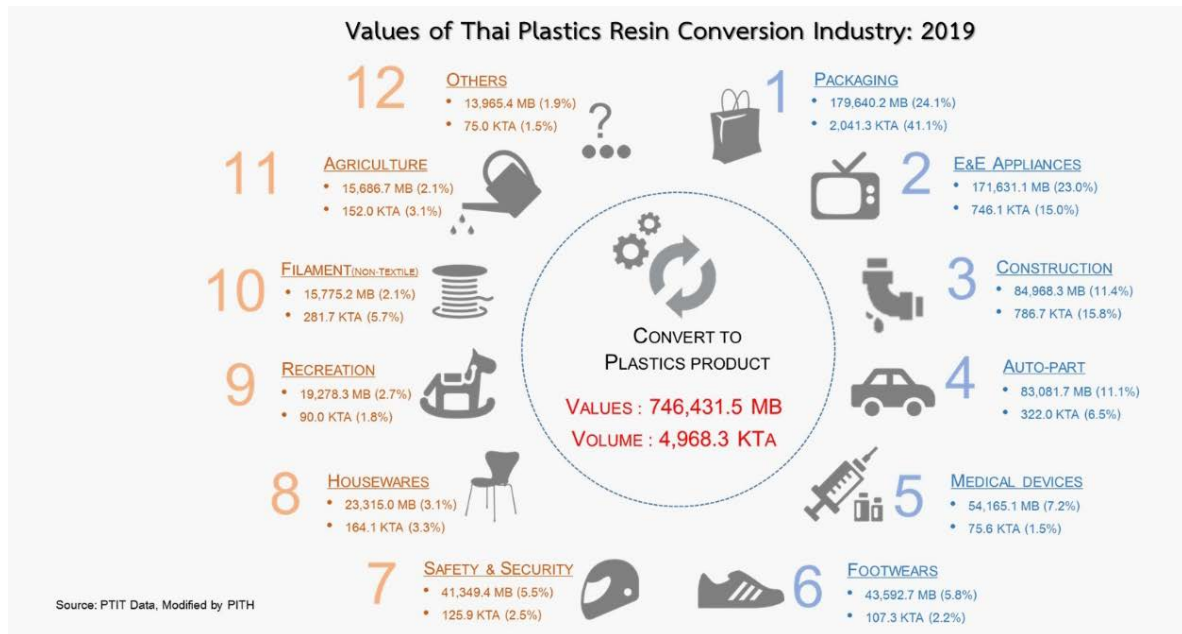 Values of Thai Plastics Resin Conversion Industry: 2019
1
PACKAGING
• 179,640.2 MB (24.1%)
• 2,041.3 KTA (41.1%)
2
E&E APPLIANCES
• 171,631.1 MB (23.0%)
• 746.1 KTA (15.0%)
3
CONSTRUCTION
• 84,968.3 MB (11.4%)
• 786.7 KTA (15.8%)
4
AUTO-PART
• 83,081.7 MB (11.1%)
• 322.0 KTA (6.5%)
5
MEDICAL DEVICES
• 54,165.1 MB (7.2%)
• 75.6 KTA (1.5%)
6
FOOTWEARS
• 43,592.7 MB (5.8%)
• 107.3 KTA (2.2%)
7
SAFETY & SECURITY
• 41,349.4 MB (5.5%)
• 125.9 KTA (2.5%)
8
HOUSEWARES
• 23,315.0 MB (3.1%)
• 164.1 KTA (3.3%)
9
RECREATION
• 19,278.3 MB (2.7%)
• 90.0 KTA (1.8%)
10
FILAMENT(NON-TEXTILE)
• 15,775.2 MB (2.1%)
• 281.7 KTA (5.7%)
11
AGRICULTURE
• 15,686.7 MB (2.1%)
• 152.0 KTA (3.1%)
12
OTHERS
• 13,965.4 MB (1.9%)
• 75.0 KTA (1.5%)
?
CONVERT TO
PLASTICS PRODUCT
VALUES : 746,431.5 MB
VOLUME : 4,968.3 KTA
Source: PTIT Data, Modified by PITH